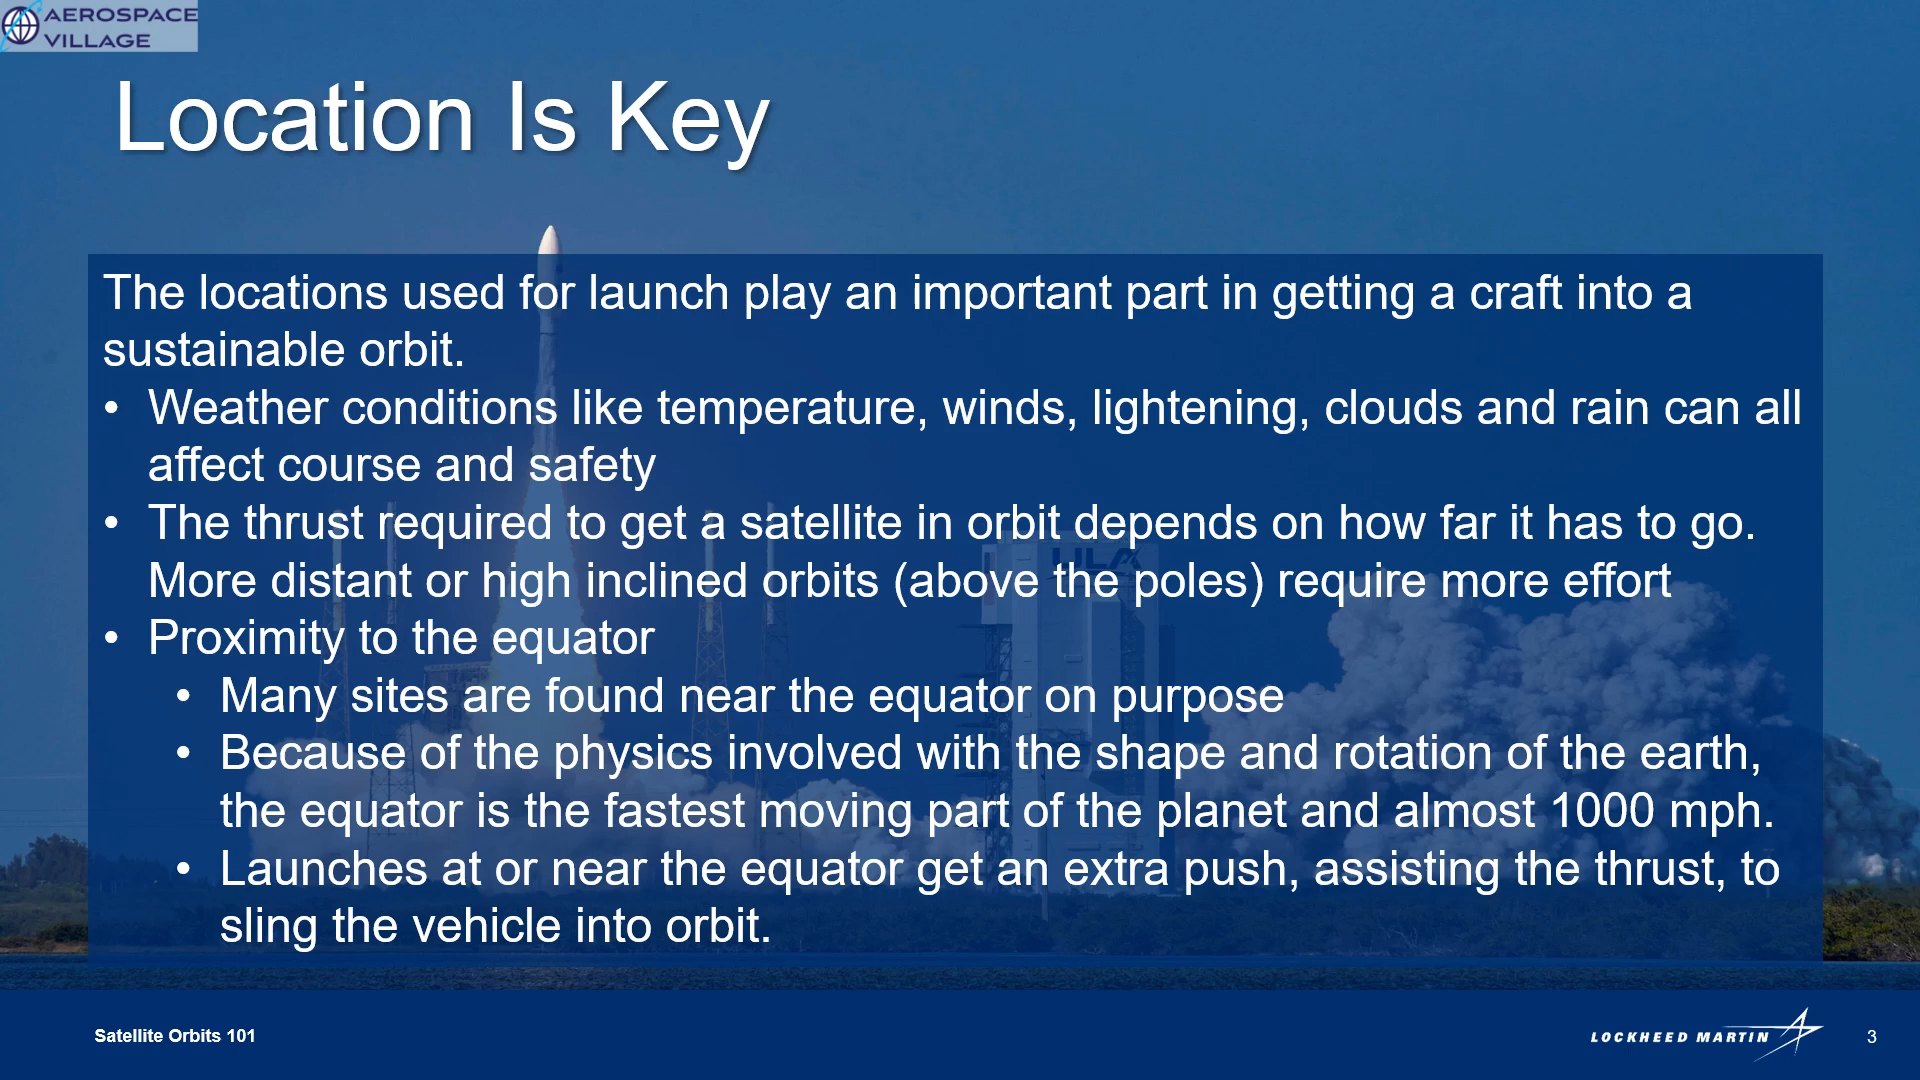 AEROSPACE
VILLAGE
Location Is Key
The locations used for launch play an important part in getting a craft into a
sustainable orbit.
• Weather conditions like temperature, winds, lightening, clouds and rain can all
affect course and safety
• The thrust required to get a satellite in orbit depends on how far it has to go.
More distant or high inclined orbits (above the poles) require more effort
• Proximity to the equator
• Many sites are found near the equator on purpose
• Because of the physics involved with the shape and rotation of the earth,
the equator is the fastest moving part of the planet and almost 1000 mph.
• Launches at or near the equator get an extra push, assisting the thrust, to
sling the vehicle into orbit.
ULA
Satellite Orbits 101
LOCKHEED MARTIN
3